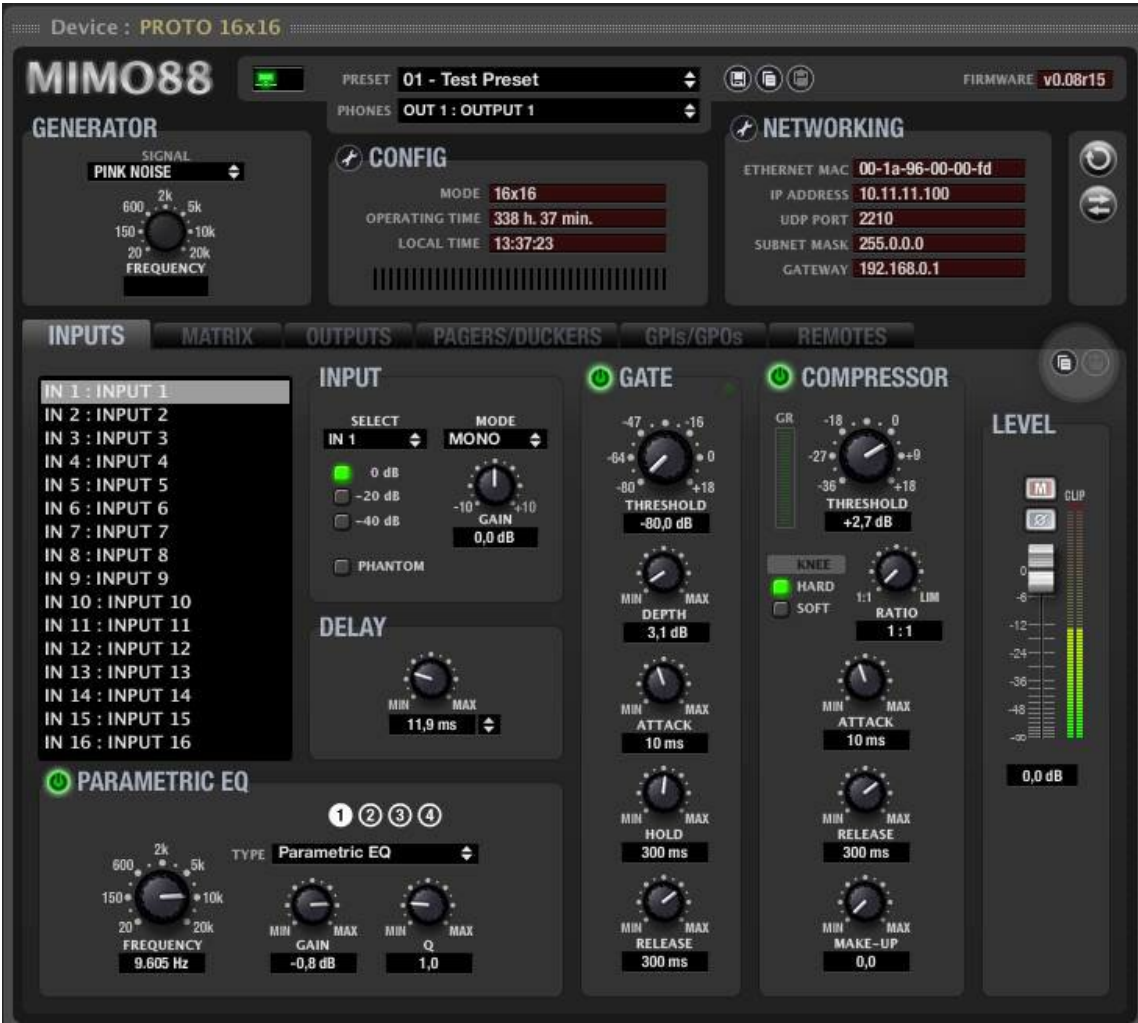 Device : PROTO 16x16
MIMO88
PRESET 01 - Test Preset
FIRMWARE v0.08r15
PHONES OUT 1 : OUTPUT 1
GENERATOR
SIGNAL
PINK NOISE
2k
600 5k
150 10k
20 20k
FREQUENCY
CONFIG
MODE 16x16
OPERATING TIME 338 h. 37 min.
LOCAL TIME 13:37:23
NETWORKING
ETHERNET MAC 00-1a-96-00-00-fd
IP ADDRESS 10.11.11.100
UDP PORT 2210
SUBNET MASK 255.0.0.0
GATEWAY 192.168.0.1
INPUTS MATRIX OUTPUTS PAGERS/DUCKERS GPIs/GPOs REMOTES
IN 1 : INPUT 1
IN 2 : INPUT 2
IN 3 : INPUT 3
IN 4 : INPUT 4
IN 5 : INPUT 5
IN 6 : INPUT 6
IN 7 : INPUT 7
IN 8 : INPUT 8
IN 9 : INPUT 9
IN 10 : INPUT 10
IN 11 : INPUT 11
IN 12 : INPUT 12
IN 13 : INPUT 13
IN 14 : INPUT 14
IN 15 : INPUT 15
IN 16 : INPUT 16
INPUT
SELECT MODE
IN 1 MONO
0 dB
-20 dB
-40 dB
-10 +10
GAIN
0,0 dB
PHANTOM
DELAY
MIN MAX
11,9 ms
GATE
-47 -16
-64 0
-80 +18
THRESHOLD
-80,0 dB
MIN MAX
DEPTH
3,1 dB
MIN MAX
ATTACK
10 ms
MIN MAX
HOLD
300 ms
MIN MAX
RELEASE
300 ms
COMPRESSOR
GR
-18 0
-27 +9
-36 +18
THRESHOLD
+2,7 dB
KNEE
HARD
SOFT
1:1 LIM
RATIO
1 : 1
MIN MAX
ATTACK
10 ms
MIN MAX
RELEASE
300 ms
MIN MAX
MAKE-UP
0,0
LEVEL
M
CLIP
Ø
0
-6
-12
-24
-36
-48
-∞
0,0 dB
PARAMETRIC EQ
1 2 3 4
TYPE Parametric EQ
2k
600 5k
150 10k
20 20k
FREQUENCY
9.605 Hz
MIN MAX
GAIN
-0,8 dB
MIN MAX
Q
1,0